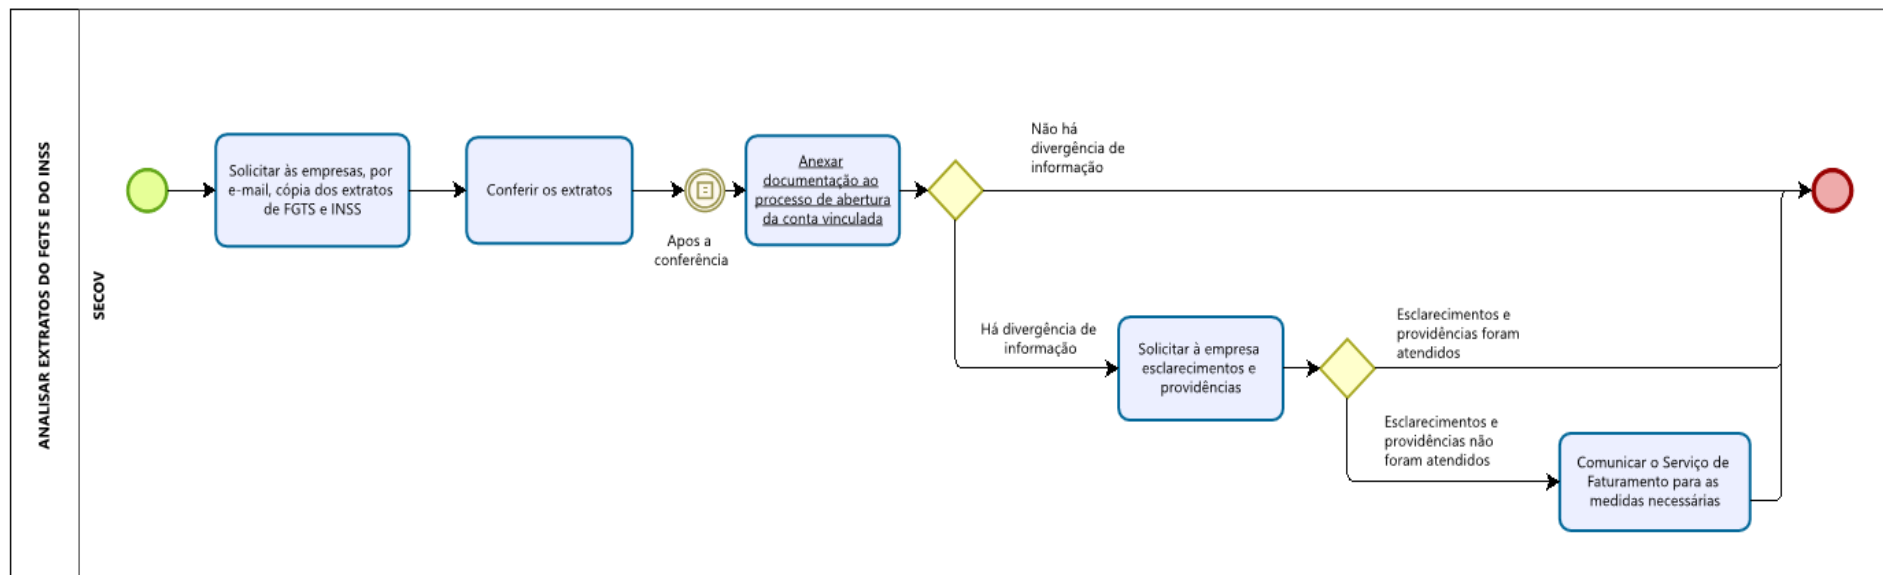 ANALISAR EXTRATOS DO FGTS E DO INSS
SECOV
Solicitar às empresas, por
e-mail, cópia dos extratos
de FGTS e INSS
Conferir os extratos
Apos a
conferência
Anexar
documentação ao
processo de abertura
da conta vinculada
Não há
divergência de
informação
Há divergência de
informação
Solicitar à empresa
esclarecimentos e
providências
Esclarecimentos e
providências foram
atendidos
Esclarecimentos e
providências não
foram atendidos
Comunicar o Serviço de
Faturamento para as
medidas necessárias